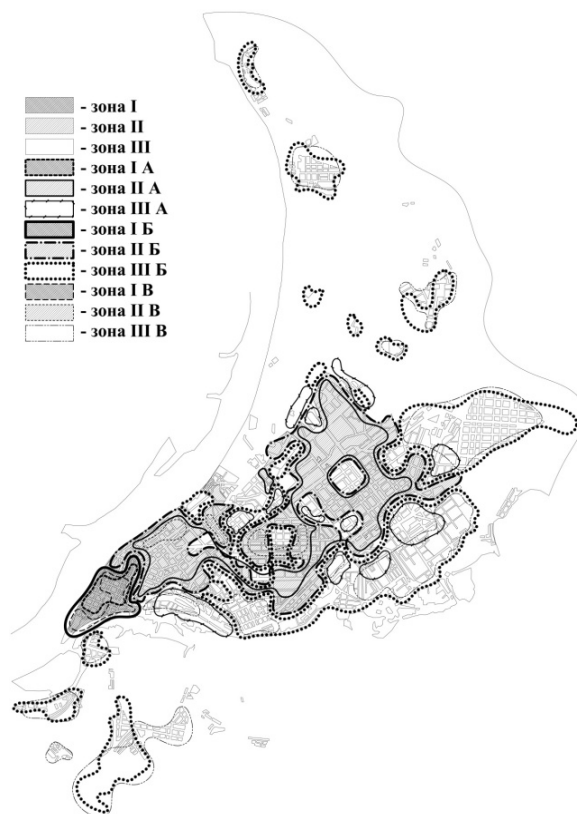 - зона I
- зона II
- зона III
- зона I А
- зона II А
- зона III А
- зона I Б
- зона II Б
- зона III Б
- зона I В
- зона II В
- зона III В